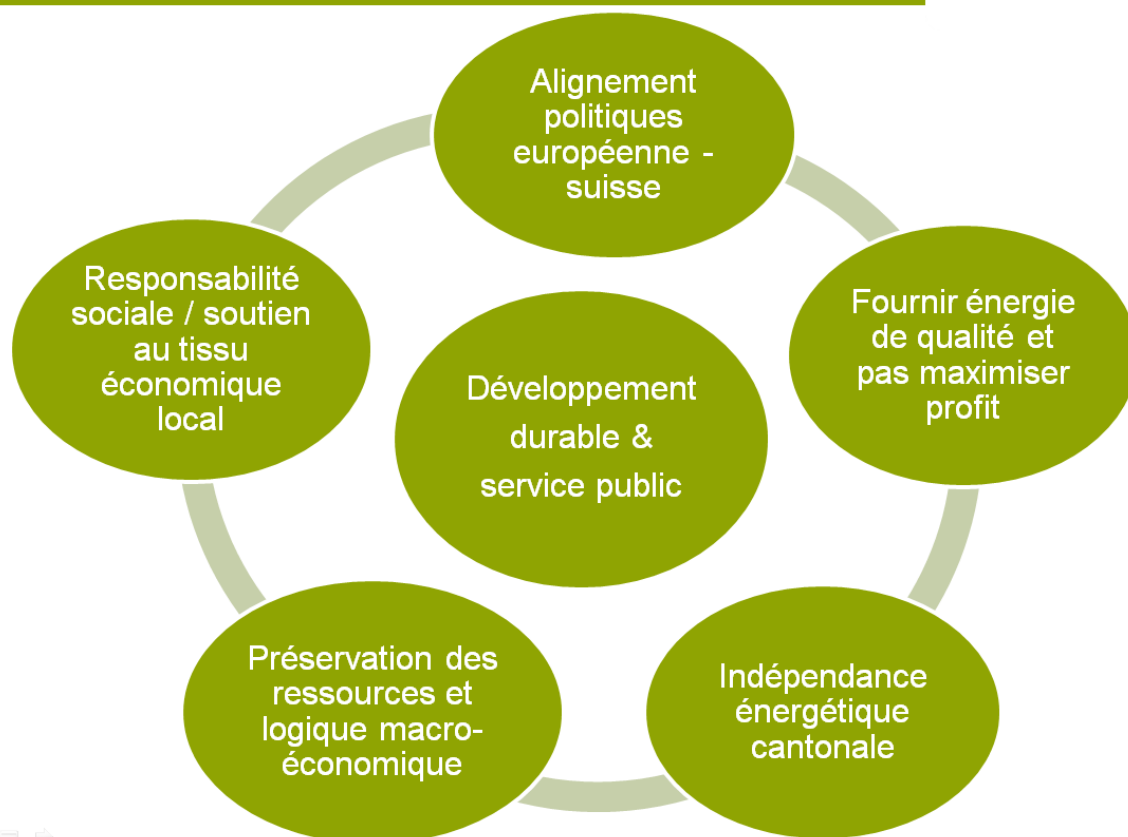 Alignement
politiques
européenne -
suisse
Fournir énergie
de qualité et
pas maximiser
profit
Indépendance
énergétique
cantonale
Préservation des
ressources et
logique macro-
économique
Responsabilité
sociale / soutien
au tissu
économique
local
Développement
durable &
service public